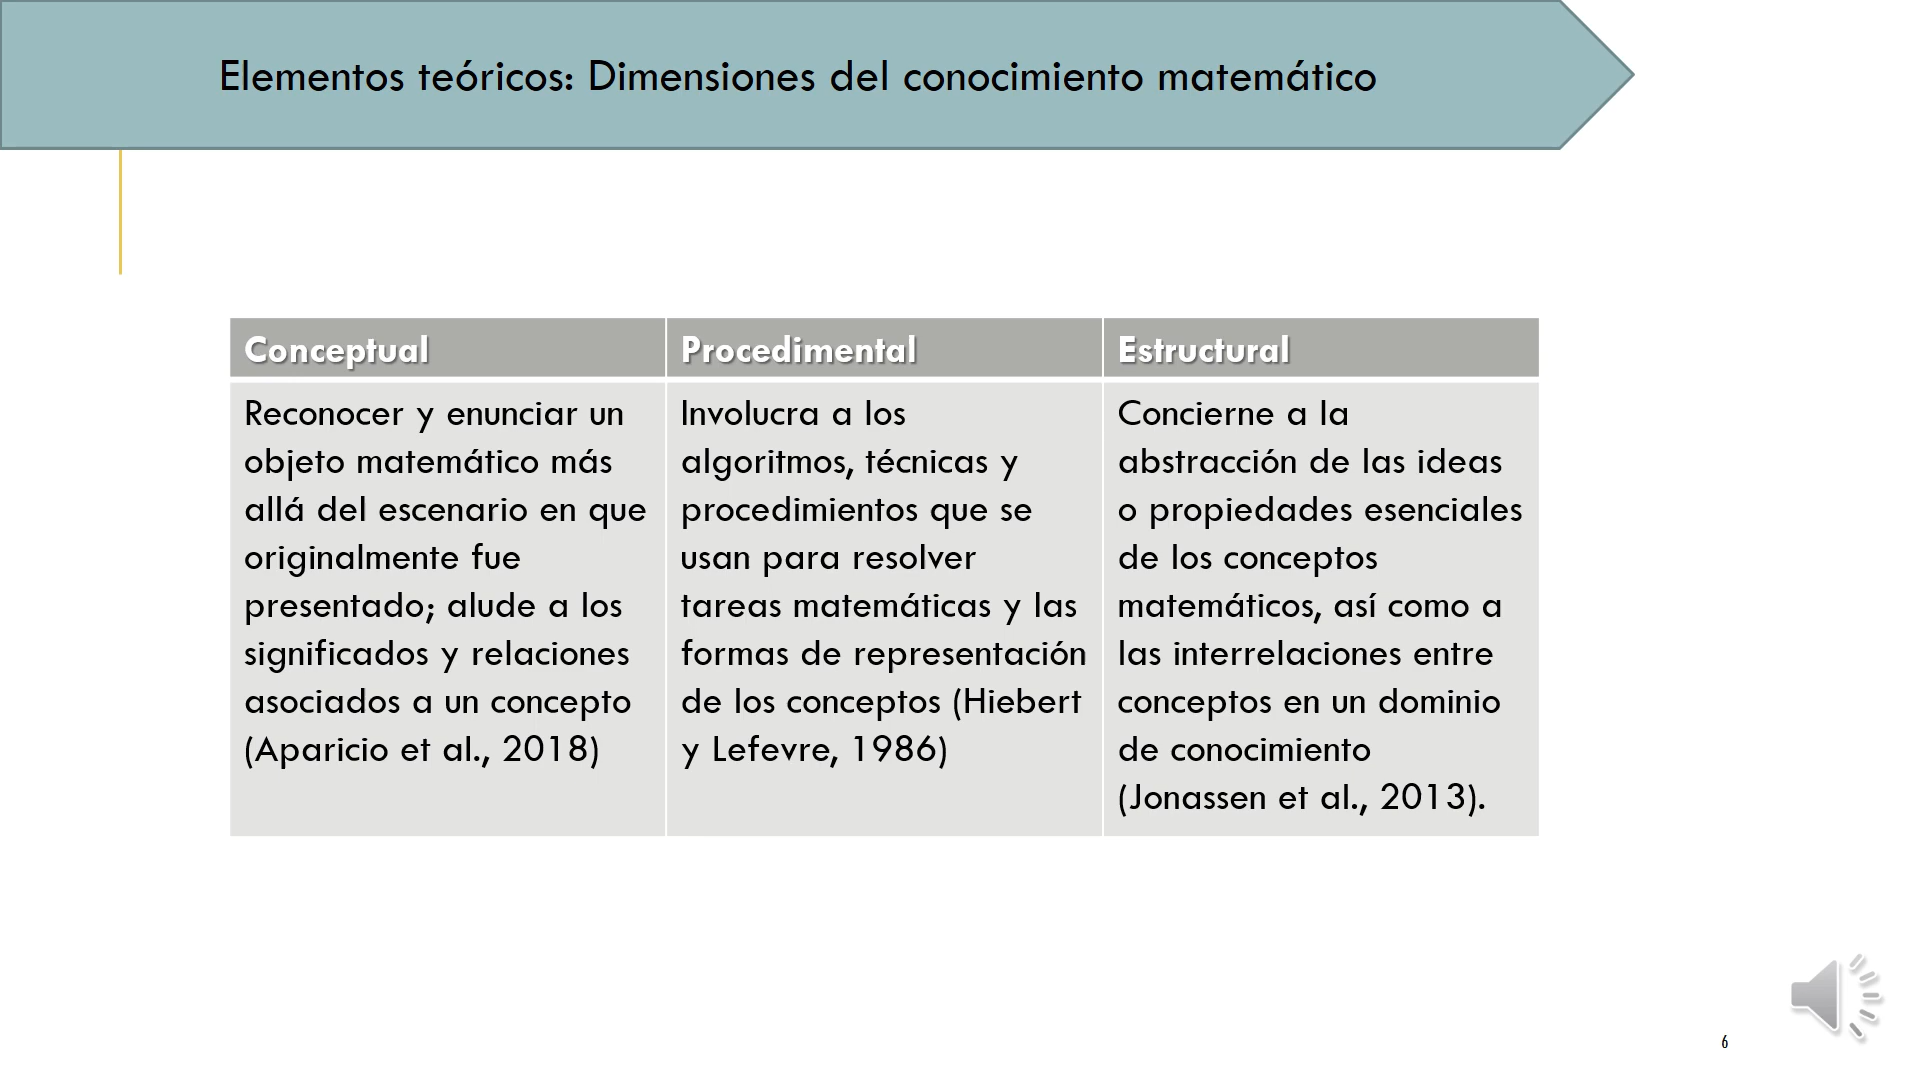 Elementos teóricos: Dimensiones del conocimiento matemático
Conceptual
Reconocer y enunciar un
objeto matemático más
allá del escenario en que
originalmente fue
presentado; alude a los
significados y relaciones
asociados a un concepto
(Aparicio et al., 2018)
Procedimental
Involucra a los
algoritmos, técnicas y
procedimientos que se
usan para resolver
tareas matemáticas y las
formas de representación
de los conceptos (Hiebert
y Lefevre, 1986)
Estructural
Concierne a la
abstracción de las ideas
o propiedades esenciales
de los conceptos
matemáticos, así como a
las interrelaciones entre
conceptos en un dominio
de conocimiento
(Jonassen et al., 2013).
6